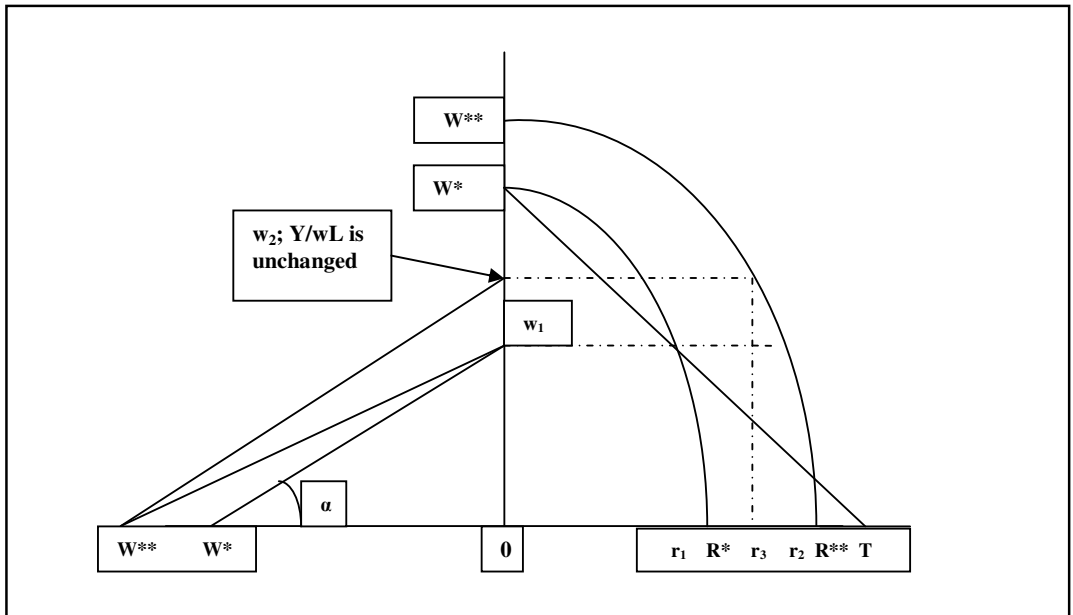 W**
W*
w₂; Y/wL is
unchanged
w₁
α
W** W* 0 r₁ R* r₃ r₂ R** T